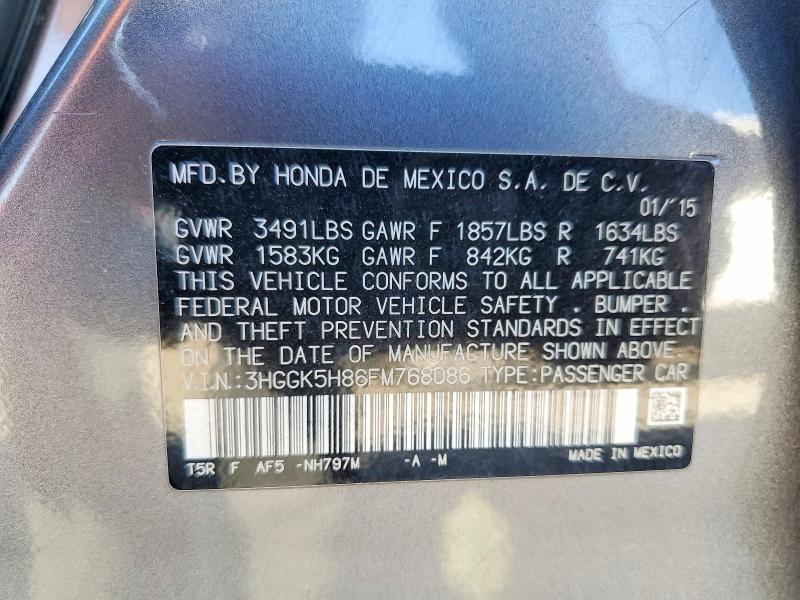 MFD.BY HONDA DE MEXICO S.A. DE C.V.
01/'15
GVWR 3491LBS GAWR F 1857LBS R 1634LBS
GVWR 1583KG GAWR F 842KG R 741KG
THIS VEHICLE CONFORMS TO ALL APPLICABLE
FEDERAL MOTOR VEHICLE SAFETY . BUMPER .
AND THEFT PREVENTION STANDARDS IN EFFECT
ON THE DATE OF MANUFACTURE SHOWN ABOVE.
V.I.N.:3HGGK5H86FM768086 TYPE:PASSENGER CAR
T5R F AF5 -NH797M -A -M MADE IN MEXICO